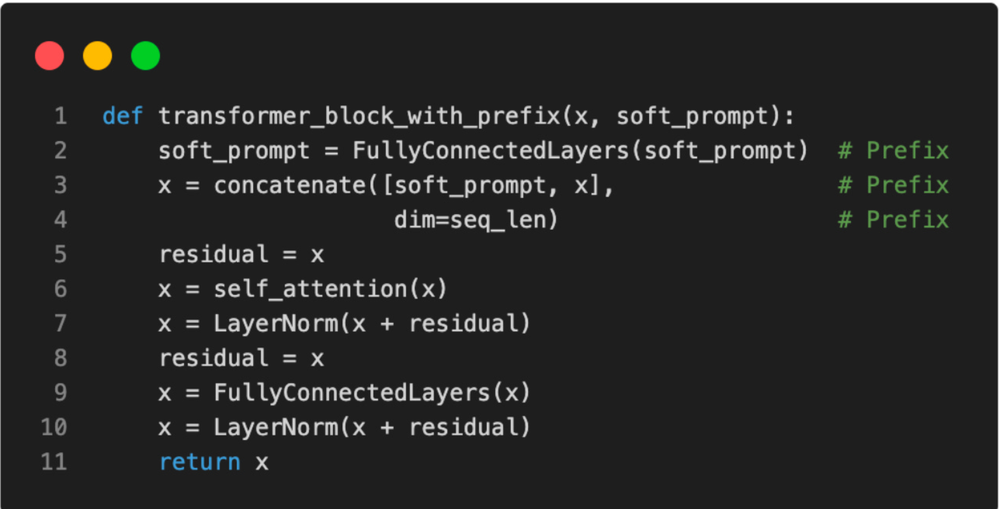 1 def transformer_block_with_prefix(x, soft_prompt):
2     soft_prompt = FullyConnectedLayers(soft_prompt)  # Prefix
3     x = concatenate([soft_prompt, x],                # Prefix
4                      dim=seq_len)                    # Prefix
5     residual = x
6     x = self_attention(x)
7     x = LayerNorm(x + residual)
8     residual = x
9     x = FullyConnectedLayers(x)
10     x = LayerNorm(x + residual)
11     return x